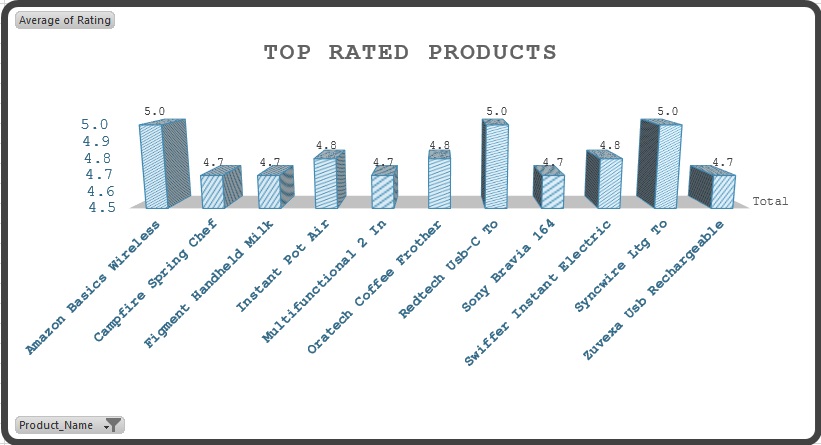 Average of Rating
TOP RATED PRODUCTS
5.0
4.9
4.8
4.7
4.6
4.5
5.0
4.7
4.7
4.8
4.7
4.8
5.0
4.7
4.8
5.0
4.7
Total
Amazon Basics Wireless
Campfire Spring Chef
Figment Handheld Milk
Instant Pot Air
Multifunctional 2 In
Oratech Coffee Frother
Redtech Usb-C To
Sony Bravia 164
Swiffer Instant Electric
Syncwire Ltg To
Zuvexa Usb Rechargeable
Product_Name